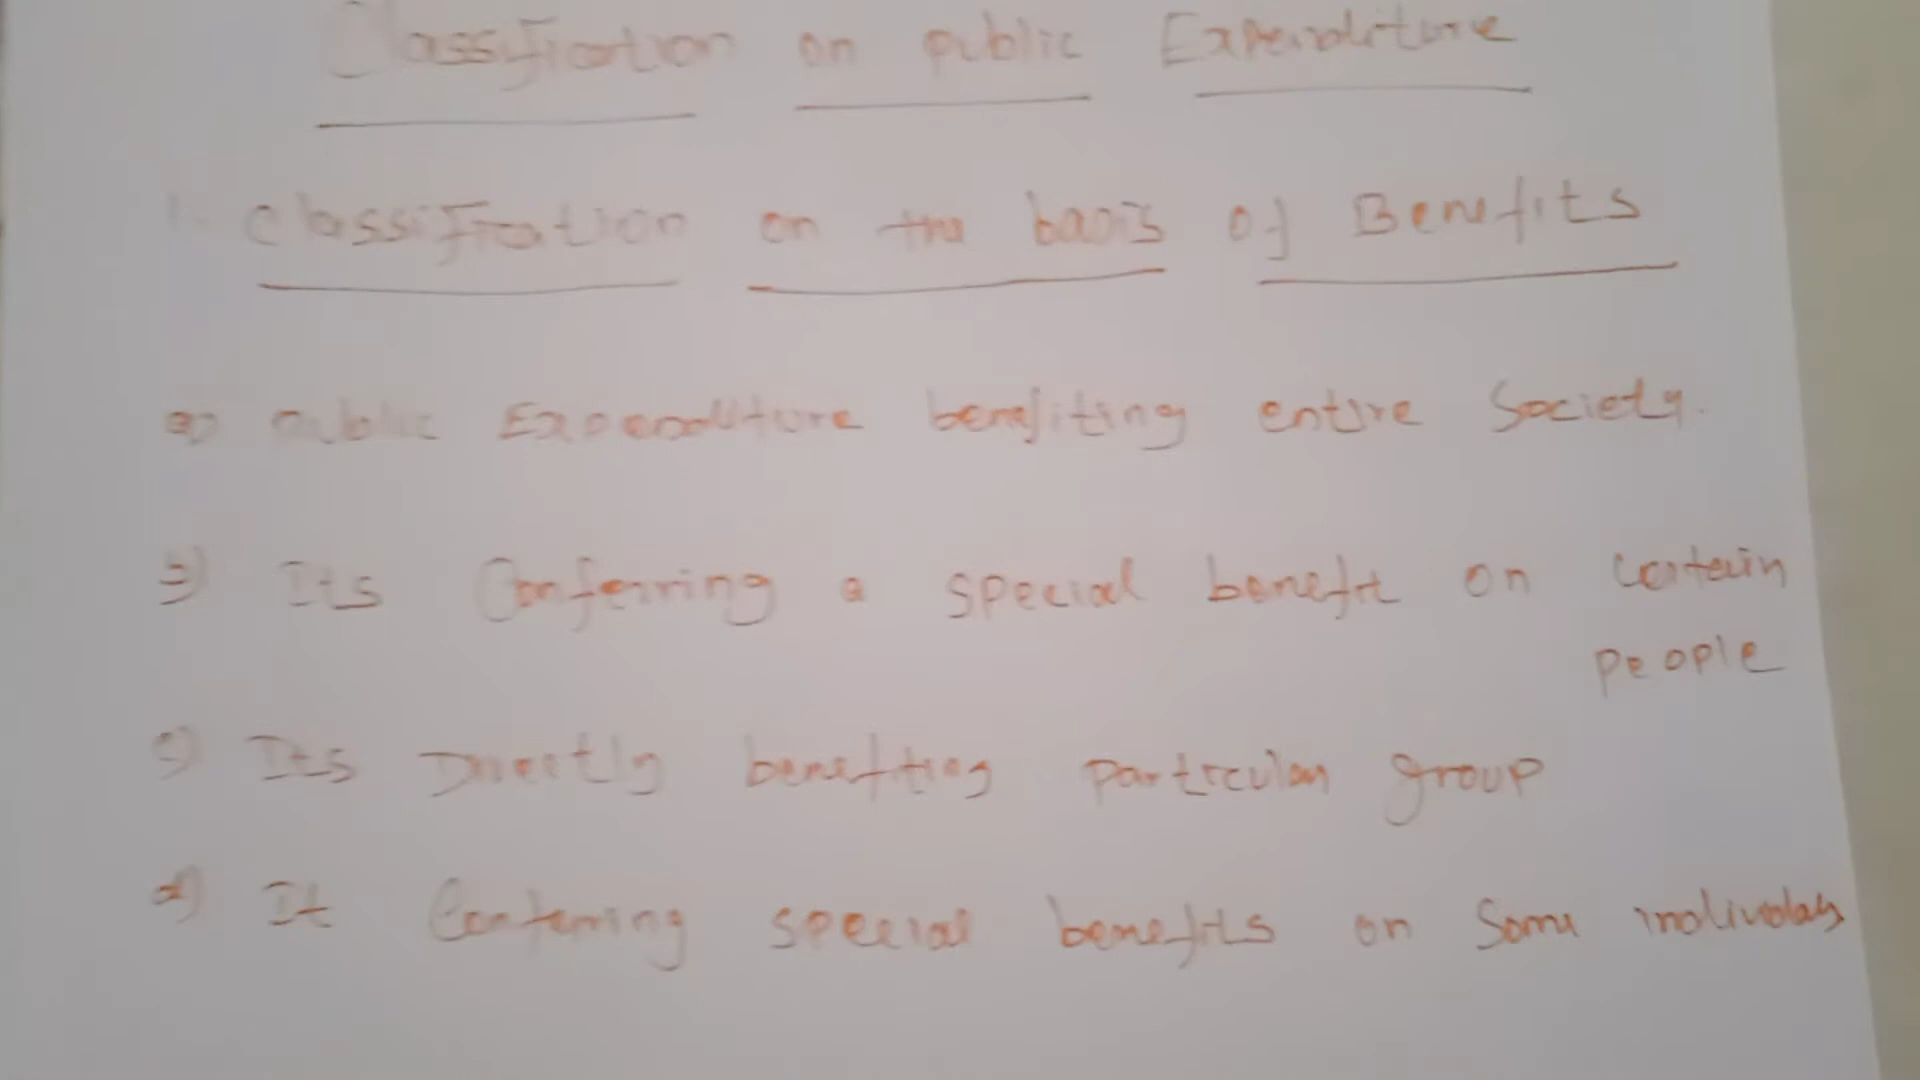 Classification on public Expenditure
1. Classification on the basis of Benefits
a) Public Expenditure benefiting entire Society.
b) Its Conferring a special benefit on certain
people
c) Its Directly benefiting particular group
d) It Conferring special benefits on Some